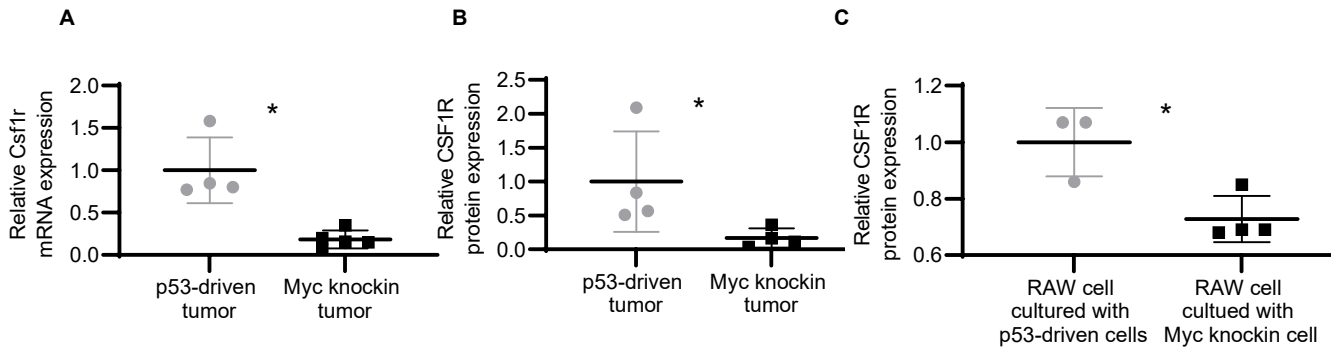 A
Relative Csf1r
mRNA expression
2.0
1.5
1.0
0.5
0.0
*
p53-driven
tumor
Myc knockin
tumor
B
Relative CSF1R
protein expression
2.5
2.0
1.5
1.0
0.5
0.0
*
p53-driven
tumor
Myc knockin
tumor
C
Relative CSF1R
protein expression
1.2
1.0
0.8
0.6
*
RAW cell
cultured with
p53-driven cells
RAW cell
cultued with
Myc knockin cell